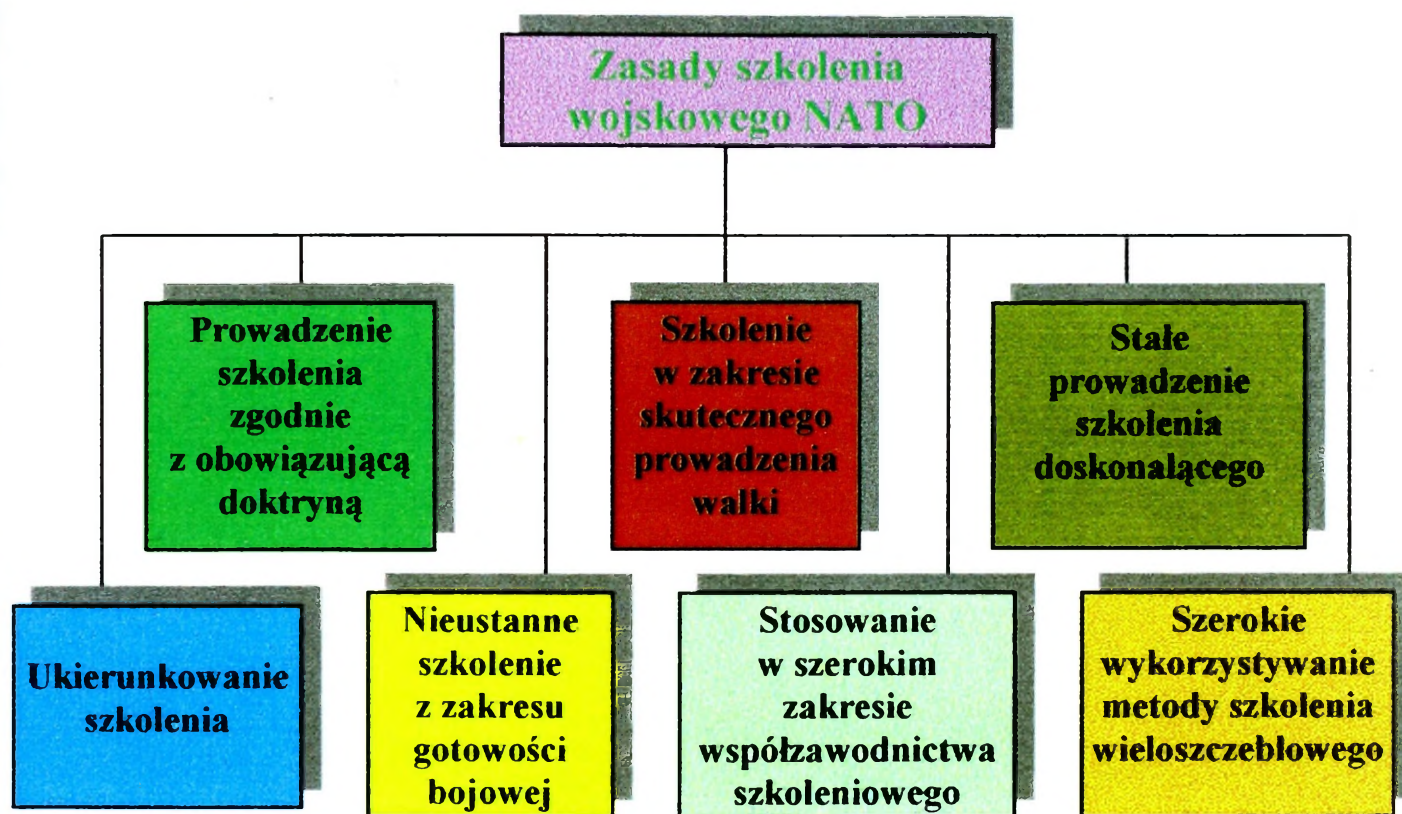 Zasady szkolenia
wojskowego NATO
Prowadzenie
szkolenia
zgodnie
z obowiązującą
doktryną
Szkolenie
w zakresie
skutecznego
prowadzenia
walki
Stałe
prowadzenie
szkolenia
doskonalącego
Ukierunkowanie
szkolenia
Nieustanne
szkolenie
z zakresu
gotowości
bojowej
Stosowanie
w szerokim
zakresie
współzawodnictwa
szkoleniowego
Szerokie
wykorzystywanie
metody szkolenia
wieloszczeblowego